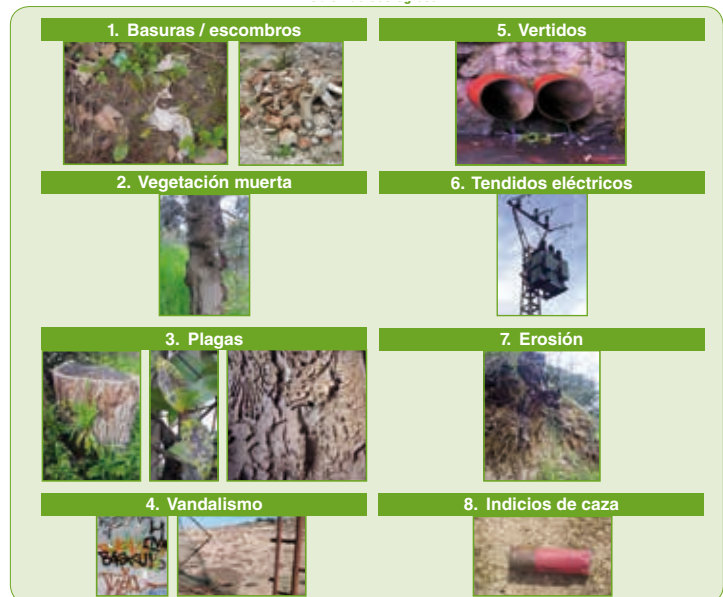 1. Basuras / escombros
2. Vegetación muerta
3. Plagas
4. Vandalismo
5. Vertidos
6. Tendidos eléctricos
7. Erosión
8. Indicios de caza